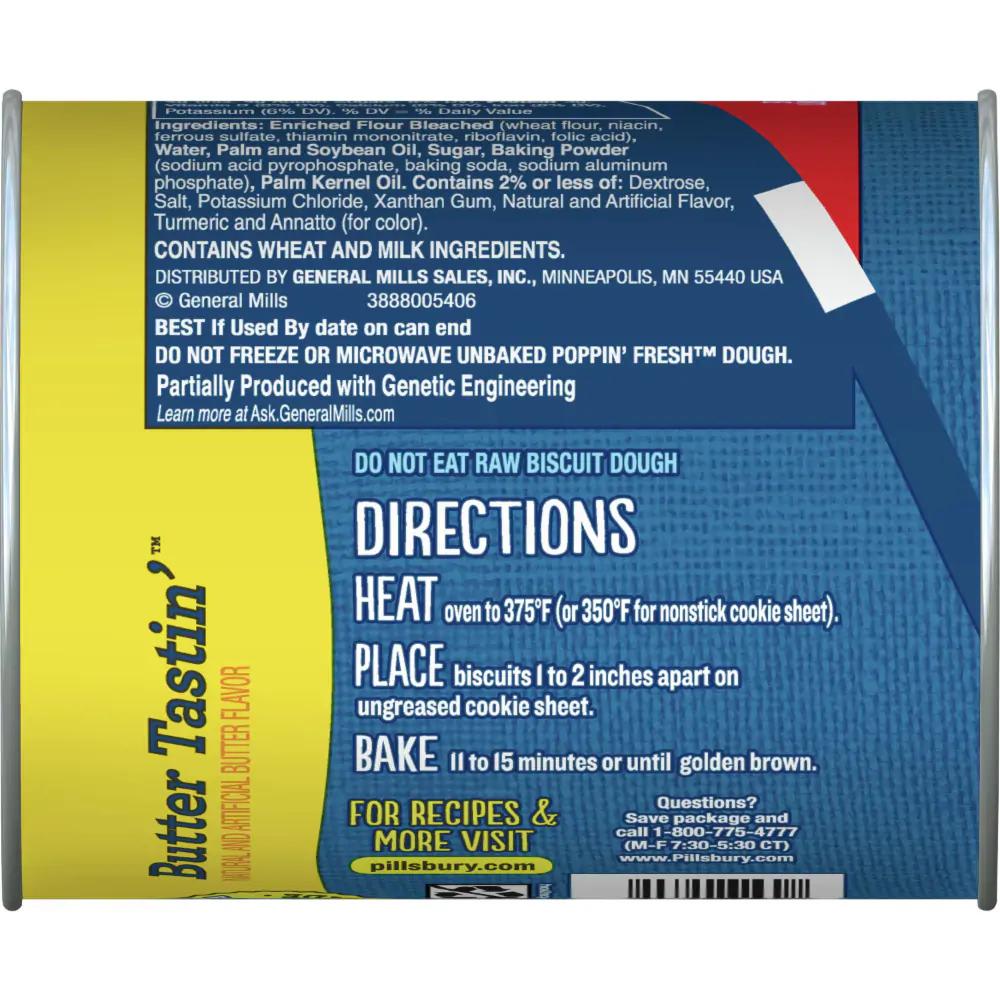 Potassium (6% DV). % DV = % Daily Value
Ingredients: Enriched Flour Bleached (wheat flour, niacin,
ferrous sulfate, thiamin mononitrate, riboflavin, folic acid),
Water, Palm and Soybean Oil, Sugar, Baking Powder
(sodium acid pyrophosphate, baking soda, sodium aluminum
phosphate), Palm Kernel Oil. Contains 2% or less of: Dextrose,
Salt, Potassium Chloride, Xanthan Gum, Natural and Artificial Flavor,
Turmeric and Annatto (for color).
CONTAINS WHEAT AND MILK INGREDIENTS.
DISTRIBUTED BY GENERAL MILLS SALES, INC., MINNEAPOLIS, MN 55440 USA
© General Mills 3888005406
BEST If Used By date on can end
DO NOT FREEZE OR MICROWAVE UNBAKED POPPIN' FRESH™ DOUGH.
Partially Produced with Genetic Engineering
Learn more at Ask.GeneralMills.com
DO NOT EAT RAW BISCUIT DOUGH
DIRECTIONS
HEAT oven to 375°F (or 350°F for nonstick cookie sheet).
PLACE biscuits 1 to 2 inches apart on
ungreased cookie sheet.
BAKE 11 to 15 minutes or until golden brown.
FOR RECIPES &
MORE VISIT
pillsbury.com
Questions?
Save package and
call 1-800-775-4777
(M-F 7:30-5:30 CT)
www.Pillsbury.com
Butter Tastin'™
NATURAL AND ARTIFICIAL BUTTER FLAVOR